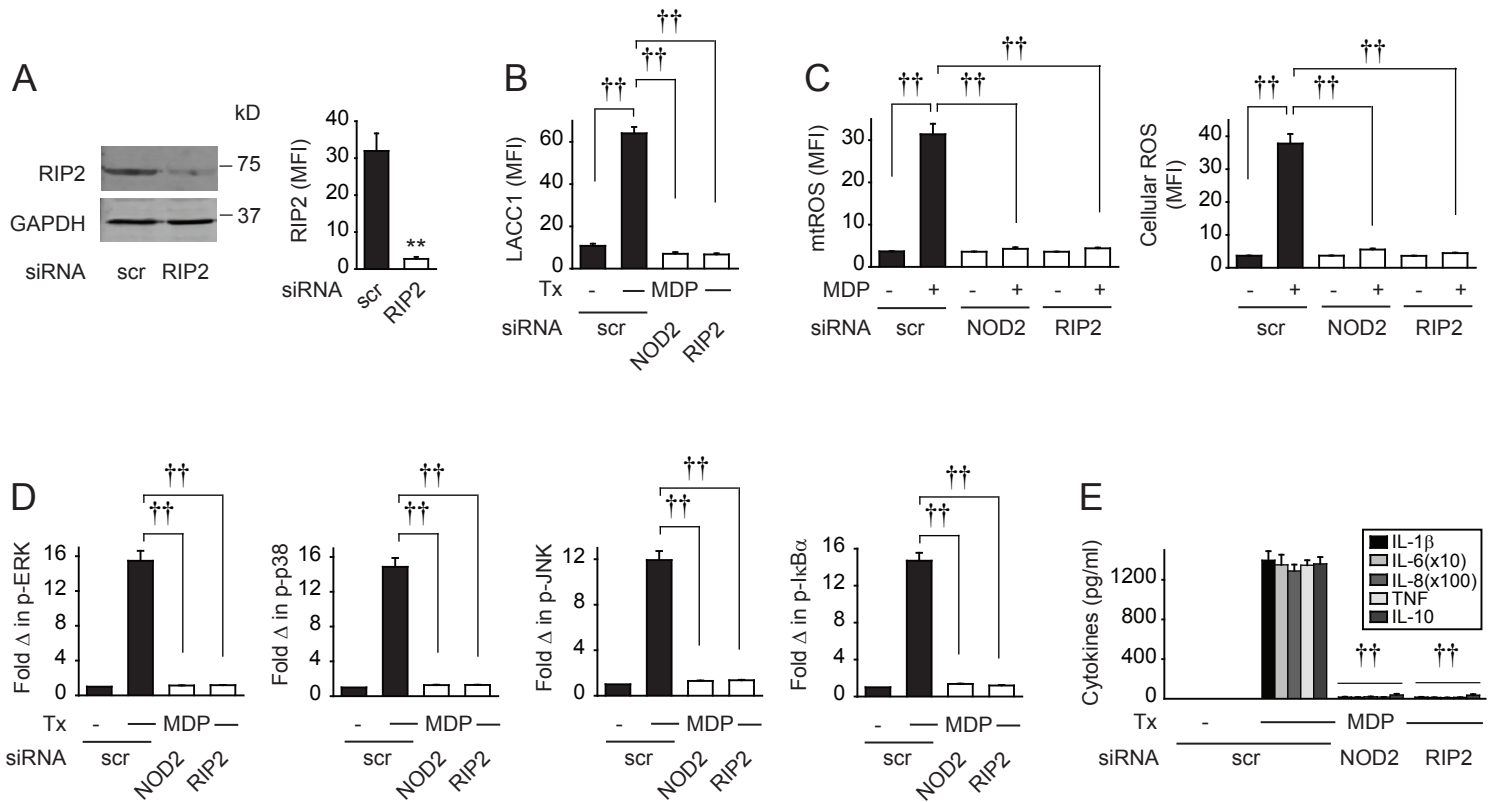 A
kD
RIP2
75
GAPDH
37
siRNA scr RIP2
RIP2 (MFI)
40
30
20
10
0
**
siRNA scr RIP2
B
††
††
††
LACC1 (MFI)
60
40
20
0
Tx - MDP
siRNA scr NOD2 RIP2
C
††
†† ††
mtROS (MFI)
30
20
10
0
MDP - + - + - +
siRNA scr NOD2 RIP2
††
†† ††
Cellular ROS
(MFI)
40
30
20
10
0
- + - + - +
scr NOD2 RIP2
D
††
††
Fold Δ in p-ERK
16
12
8
4
0
Tx - MDP
siRNA scr NOD2 RIP2
††
††
Fold Δ in p-p38
16
12
8
4
0
- MDP
scr NOD2 RIP2
††
††
Fold Δ in p-JNK
12
8
4
0
- MDP
scr NOD2 RIP2
††
††
Fold Δ in p-IκBα
16
12
8
4
0
- MDP
scr NOD2 RIP2
E
Cytokines (pg/ml)
1200
800
400
0
IL-1β
IL-6(x10)
IL-8(x100)
TNF
IL-10
†† ††
Tx - MDP
siRNA scr NOD2 RIP2